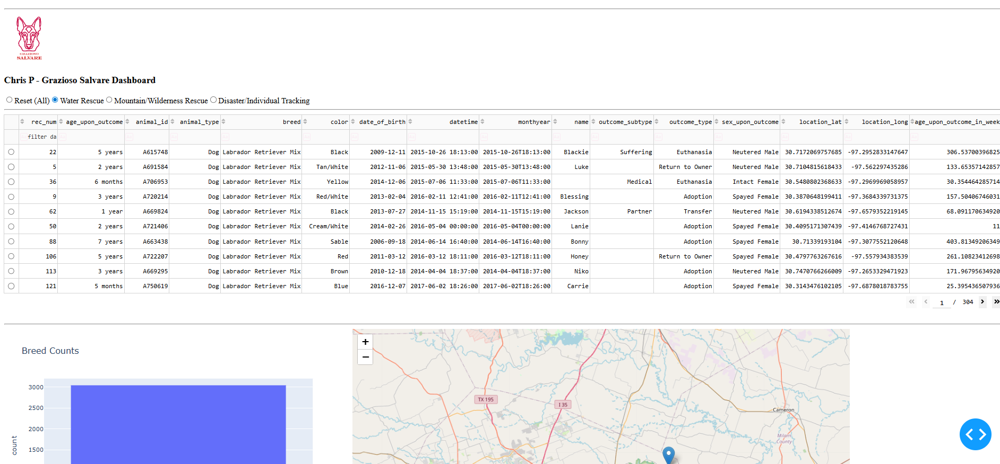 GRAZIOSO
SALVARE
Chris P - Grazioso Salvare Dashboard
Reset (All) Water Rescue Mountain/Wilderness Rescue Disaster/Individual Tracking
rec_num age_upon_outcome animal_id animal_type breed color date_of_birth datetime monthyear name outcome_subtype outcome_type sex_upon_outcome location_lat location_long age_upon_outcome_in_week
filter da
22 5 years A615748 Dog Labrador Retriever Mix Black 2009-12-11 2015-10-26 18:13:00 2015-10-26T18:13:00 Blackie Suffering Euthanasia Neutered Male 30.7172069757685 -97.2952833147647 306.53700396825
5 2 years A691584 Dog Labrador Retriever Mix Tan/White 2012-11-06 2015-05-30 13:48:00 2015-05-30T13:48:00 Luke Return to Owner Neutered Male 30.7104815618433 -97.562297435286 133.65357142857
36 6 months A706953 Dog Labrador Retriever Mix Yellow 2014-12-06 2015-07-06 11:33:00 2015-07-06T11:33:00 Medical Euthanasia Intact Female 30.5480802368633 -97.2969969058957 30.354464285714
9 3 years A720214 Dog Labrador Retriever Mix Red/White 2013-02-04 2016-02-11 12:41:00 2016-02-11T12:41:00 Blessing Adoption Spayed Female 30.3870648199411 -97.3684339731375 157.50406746031
62 1 year A669824 Dog Labrador Retriever Mix Black 2013-07-27 2014-11-15 15:19:00 2014-11-15T15:19:00 Jackson Partner Transfer Neutered Male 30.6194338512674 -97.6579352219145 68.091170634920
50 2 years A721406 Dog Labrador Retriever Mix Cream/White 2014-02-26 2016-05-04 00:00:00 2016-05-04T00:00:00 Lanie Adoption Spayed Female 30.4095171307439 -97.4146768727431 11
88 7 years A663438 Dog Labrador Retriever Mix Sable 2006-09-18 2014-06-14 16:40:00 2014-06-14T16:40:00 Bonny Adoption Spayed Female 30.71339193104 -97.3077552120648 403.81349206349
106 5 years A722207 Dog Labrador Retriever Mix Red 2011-03-12 2016-03-12 18:11:00 2016-03-12T18:11:00 Honey Return to Owner Spayed Female 30.4797763267616 -97.557934383539 261.10823412698
113 3 years A669295 Dog Labrador Retriever Mix Brown 2010-12-18 2014-04-04 18:37:00 2014-04-04T18:37:00 Niko Adoption Neutered Male 30.7470766266009 -97.2653329471923 171.96795634920
121 5 months A750619 Dog Labrador Retriever Mix Blue 2016-12-07 2017-06-02 18:26:00 2017-06-02T18:26:00 Carrie Adoption Spayed Female 30.3143476102105 -97.6878018783755 25.395436507936
« ‹ 1 / 304 › »
Breed Counts
3000
2500
2000
1500
count
+
−
TX 195
I 35
Cameron
Milam
County